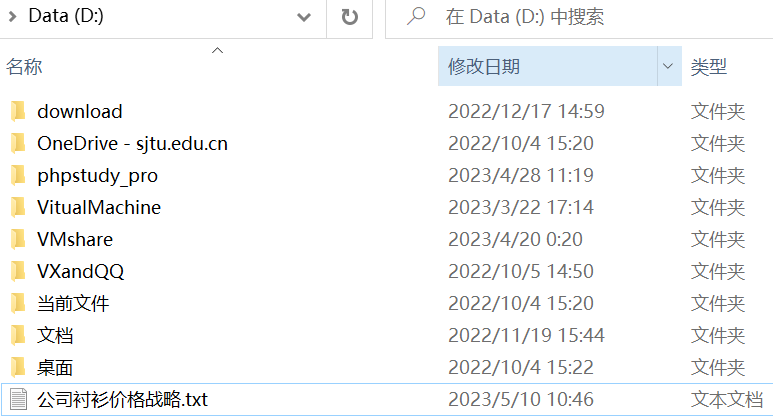 Data (D:)
在 Data (D:) 中搜索
名称 修改日期 类型
download 2022/12/17 14:59 文件夹
OneDrive - sjtu.edu.cn 2022/10/4 15:20 文件夹
phpstudy_pro 2023/4/28 11:19 文件夹
VitualMachine 2023/3/22 17:14 文件夹
VMshare 2023/4/20 0:20 文件夹
VXandQQ 2022/10/5 14:50 文件夹
当前文件 2022/10/4 15:20 文件夹
文档 2022/11/19 15:44 文件夹
桌面 2022/10/4 15:22 文件夹
公司衬衫价格战略.txt 2023/5/10 10:46 文本文档